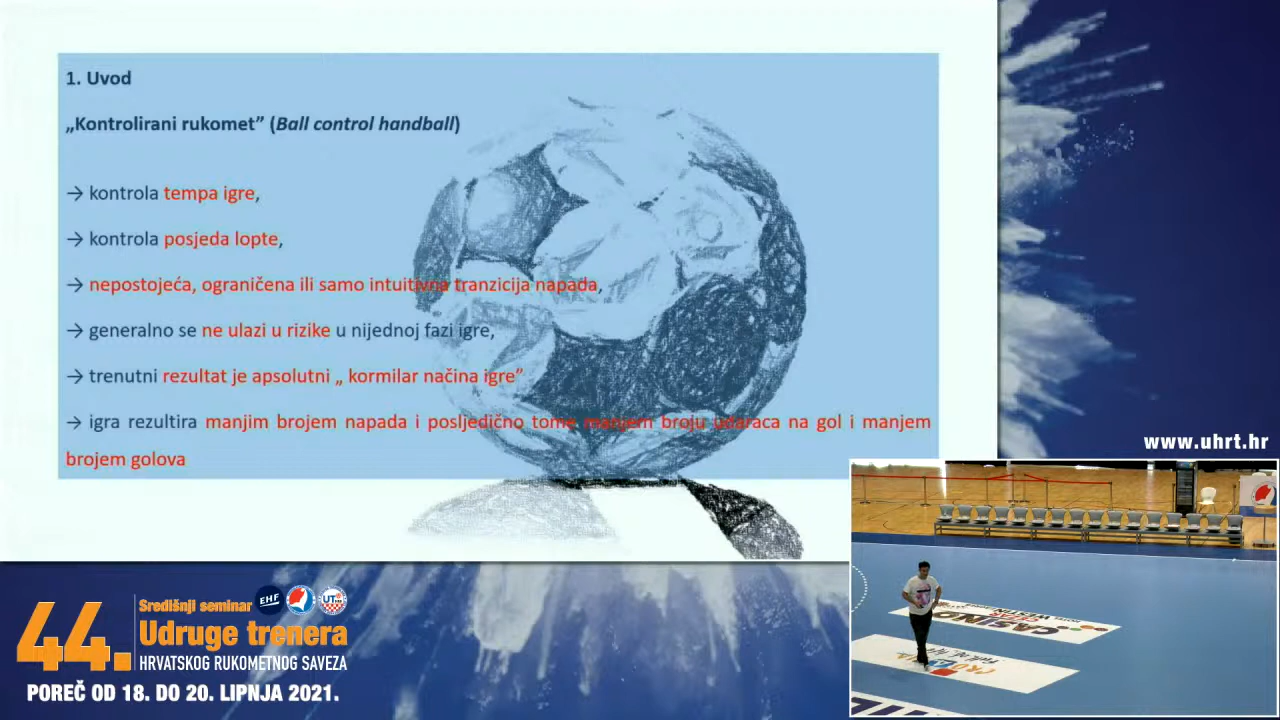 1. Uvod
„Kontrolirani rukomet” (Ball control handball)
→ kontrola tempa igre,
→ kontrola posjeda lopte,
→ nepostojeća, ograničena ili samo intuitivna tranzicija napada,
→ generalno se ne ulazi u rizike u nijednoj fazi igre,
→ trenutni rezultat je apsolutni „ kormilar načina igre”
→ igra rezultira manjim brojem napada i posljedično tome manjem broju udaraca na gol i manjem
brojem golova
www.uhrt.hr
CASINO
44.
Središnji seminar
EHF
Udruge trenera
HRVATSKOG RUKOMETNOG SAVEZA
POREČ OD 18. DO 20. LIPNJA 2021.